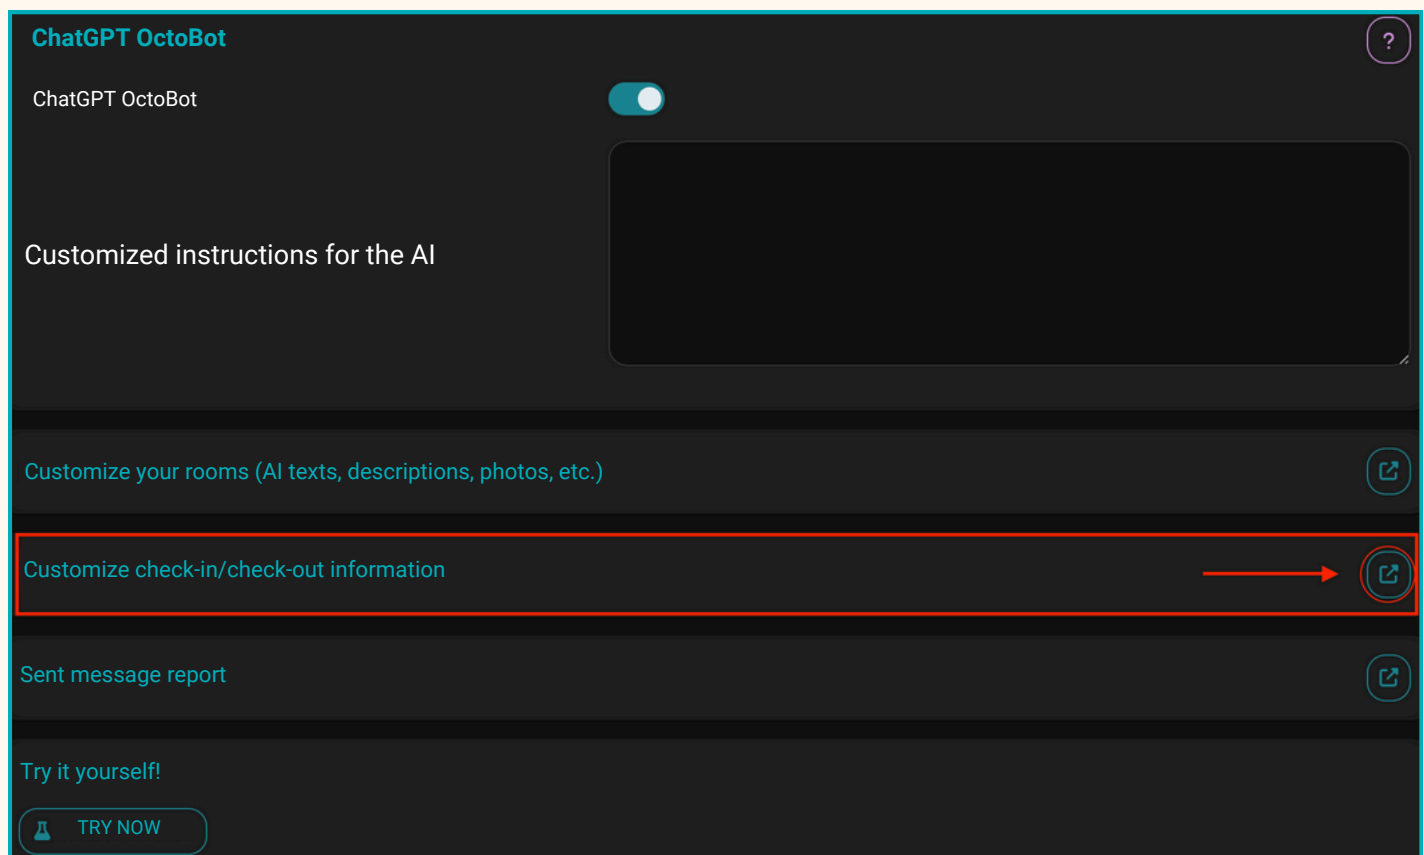 ChatGPT OctoBot
?
ChatGPT OctoBot
Customized instructions for the AI
Customize your rooms (AI texts, descriptions, photos, etc.)
Customize check-in/check-out information
Sent message report
Try it yourself!
TRY NOW